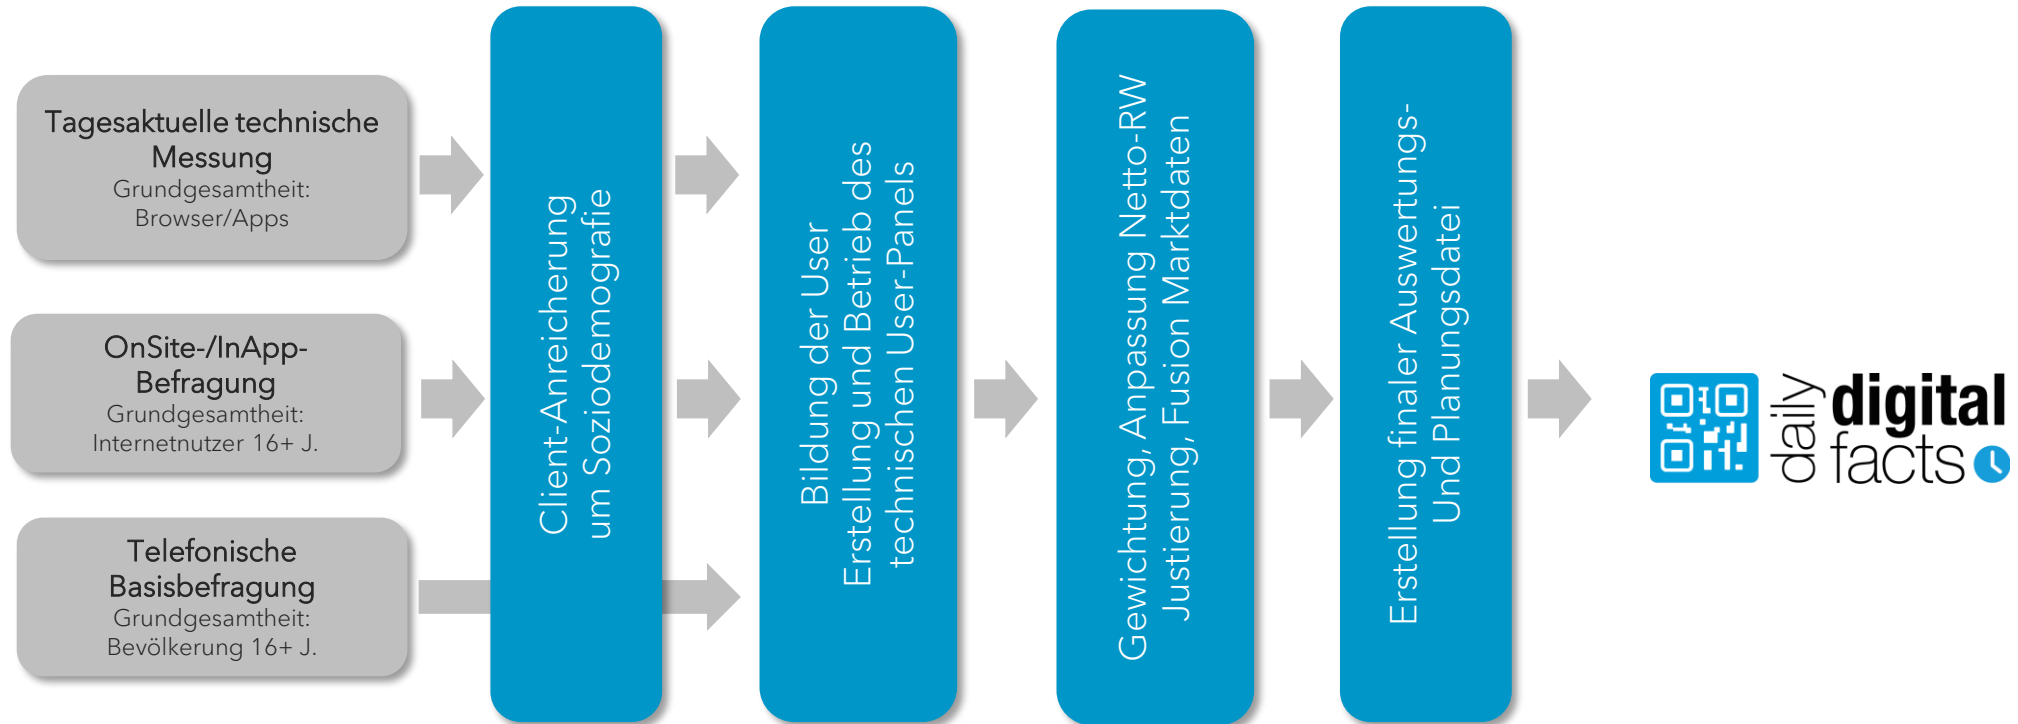 Tagesaktuelle technische
Messung
Grundgesamtheit:
Browser/Apps
OnSite-/InApp-
Befragung
Grundgesamtheit:
Internetnutzer 16+ J.
Telefonische
Basisbefragung
Grundgesamtheit:
Bevölkerung 16+ J.
Client-Anreicherung
um Soziodemografie
Bildung der User
Erstellung und Betrieb des
technischen User-Panels
Gewichtung, Anpassung Netto-RW
Justierung, Fusion Marktdaten
Erstellung finaler Auswertungs-
Und Planungsdatei
daily
digital
facts